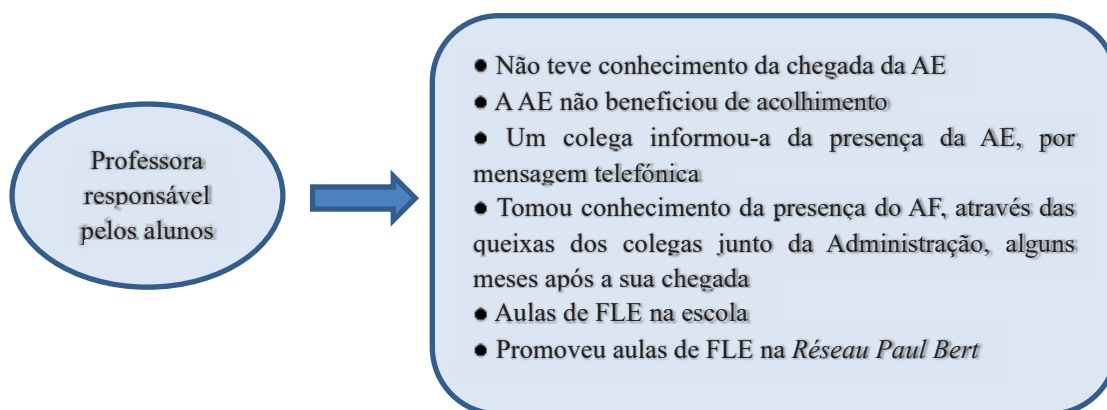 Professora
responsável
pelos alunos
● Não teve conhecimento da chegada da AE
● A AE não beneficiou de acolhimento
● Um colega informou-a da presença da AE, por
mensagem telefónica
● Tomou conhecimento da presença do AF, através das
queixas dos colegas junto da Administração, alguns
meses após a sua chegada
● Aulas de FLE na escola
● Promoveu aulas de FLE na Réseau Paul Bert